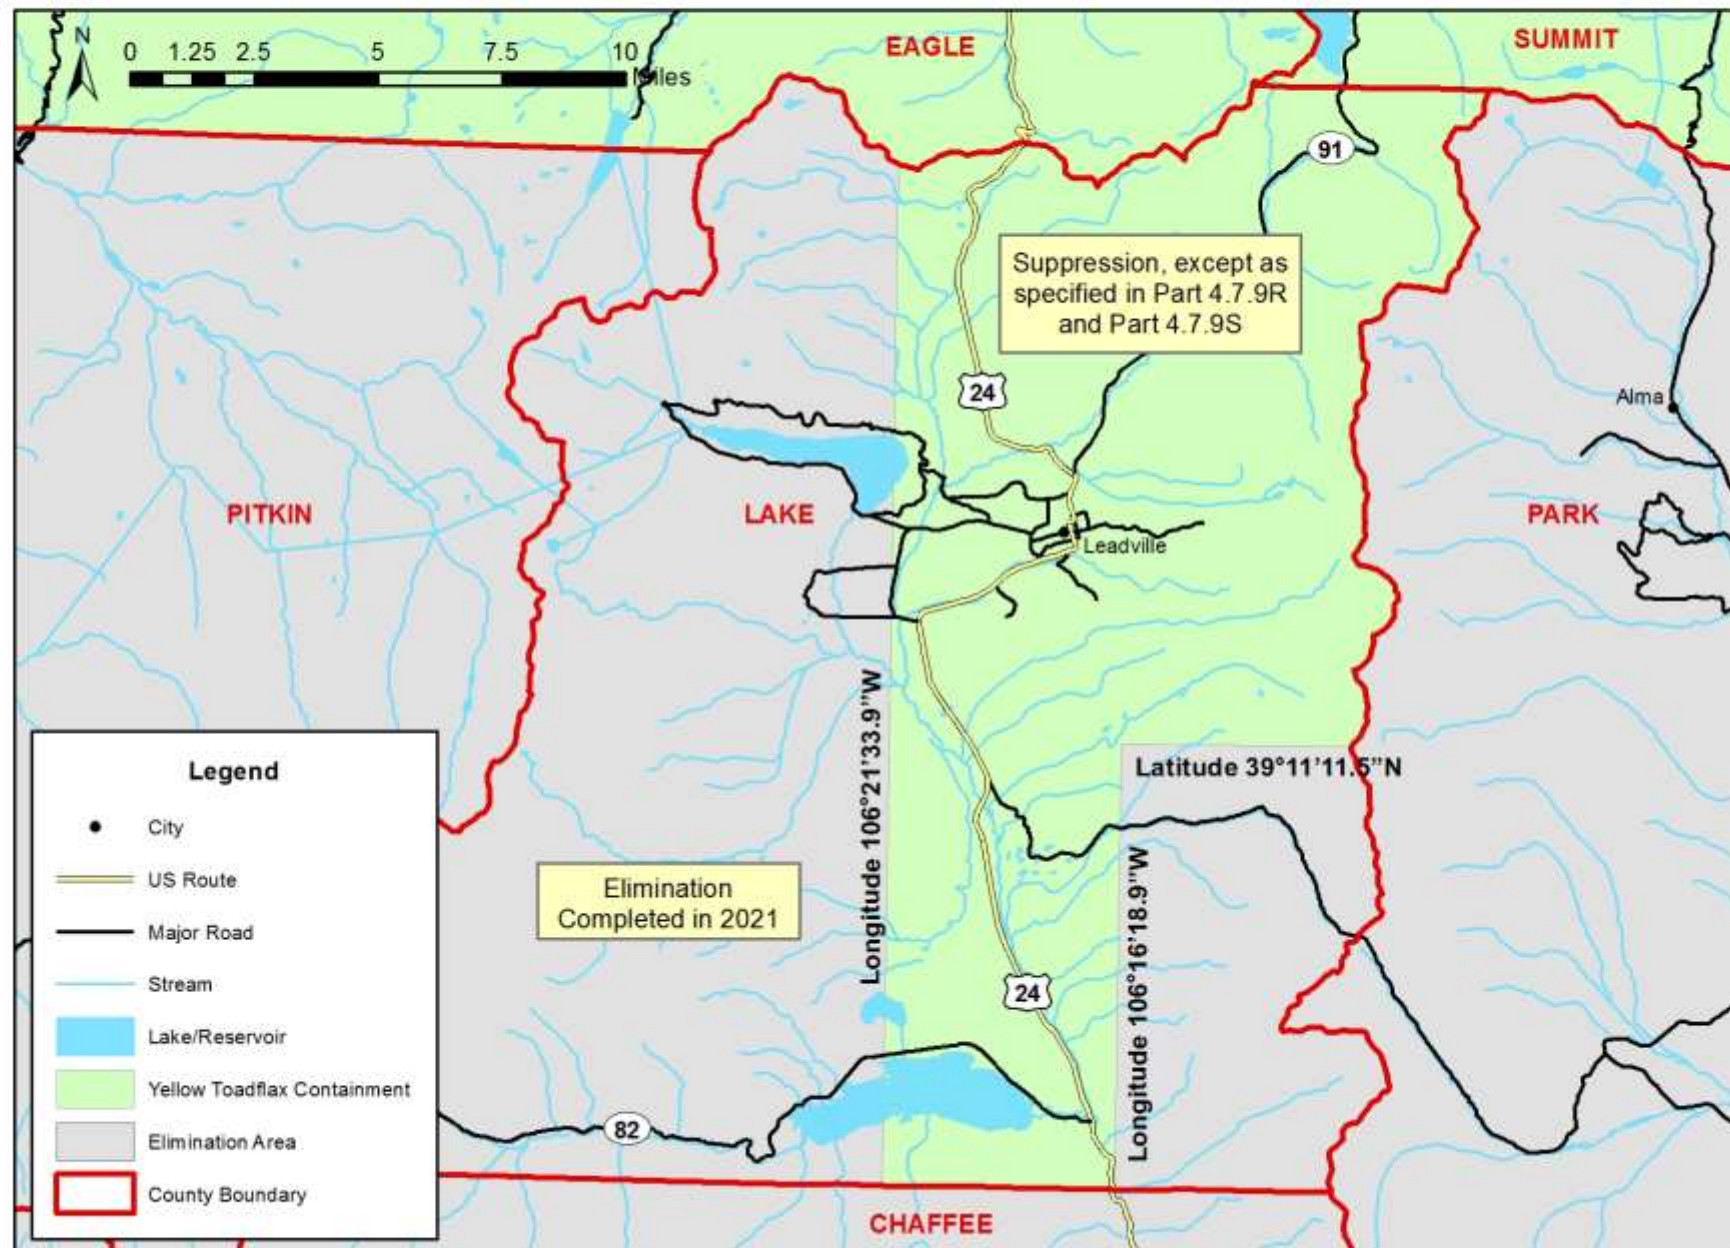 N
0 1.25 2.5 5 7.5 10
Miles
EAGLE
SUMMIT
91
Suppression, except as
specified in Part 4.7.9R
and Part 4.7.9S
24
Alma
PITKIN
LAKE
PARK
Leadville
Longitude 106°21'33.9"W
Latitude 39°11'11.5"N
Longitude 106°16'18.9"W
Elimination
Completed in 2021
24
82
CHAFFEE
Legend
City
US Route
Major Road
Stream
Lake/Reservoir
Yellow Toadflax Containment
Elimination Area
County Boundary